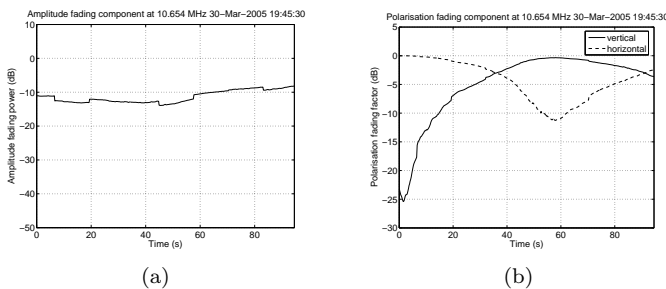 Amplitude fading component at 10.654 MHz 30−Mar−2005 19:45:30
Amplitude fading power (dB)
10
0
−10
−20
−30
−40
−50
0
20
40
60
80
Time (s)
(a)
Polarisation fading component at 10.654 MHz 30−Mar−2005 19:45:30
Polarisation fading factor (dB)
5
0
−5
−10
−15
−20
−25
−30
0
20
40
60
80
Time (s)
vertical
horizontal
(b)